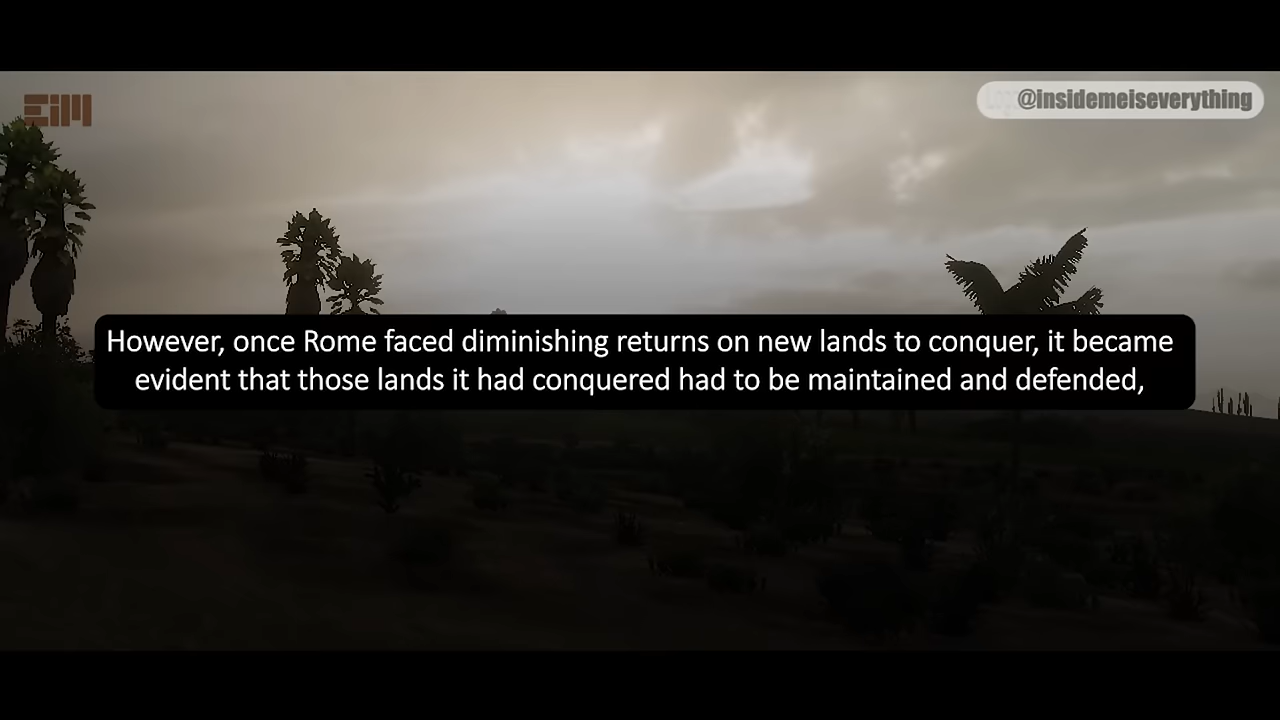 EiM
@insidemeiseverything
However, once Rome faced diminishing returns on new lands to conquer, it became
evident that those lands it had conquered had to be maintained and defended,